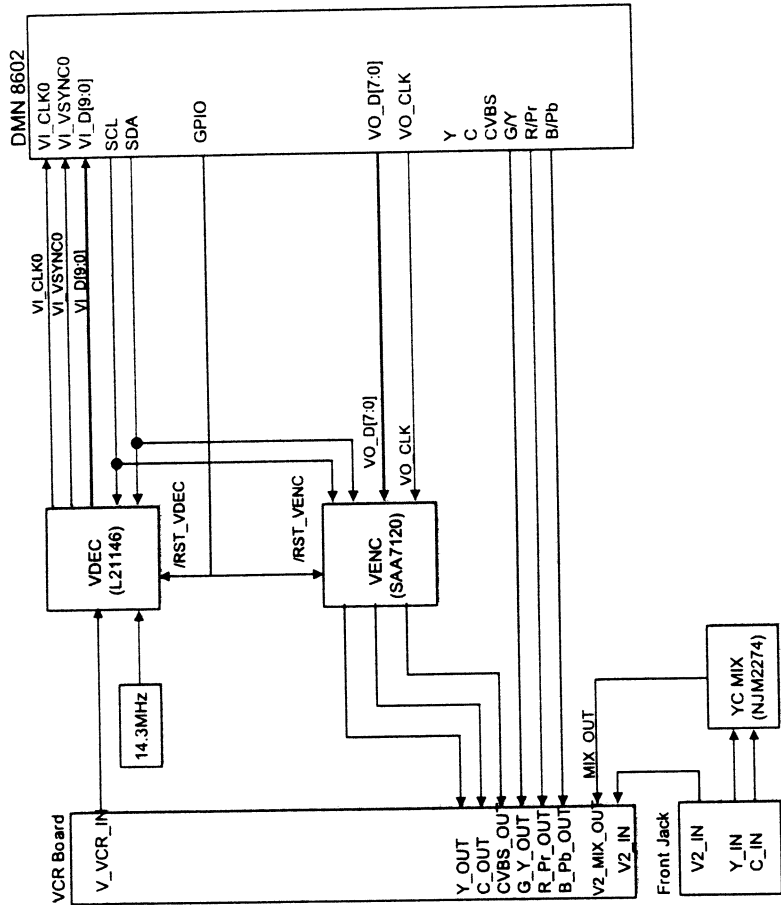 DMN 8602
VI_CLK0
VI_VSYNC0
VI_D[9:0]
SCL
SDA
GPIO
VO_D[7:0]
VO_CLK
Y
C
CVBS
G/Y
R/Pr
B/Pb
VI_CLK0
VI_VSYNC0
VI_D[9:0]
VO_D[7:0]
VO_CLK
VDEC
(L21146)
/RST_VDEC
/RST_VENC
VENC
(SAA7120)
14.3MHz
YC MIX
(NJM2274)
MIX_OUT
VCR Board
V_VCR_IN
Y_OUT
C_OUT
CVBS_OUT
G_Y_OUT
R_Pr_OUT
B_Pb_OUT
V2_MIX_OU
V2_IN
Front Jack
V2_IN
Y_IN
C_IN